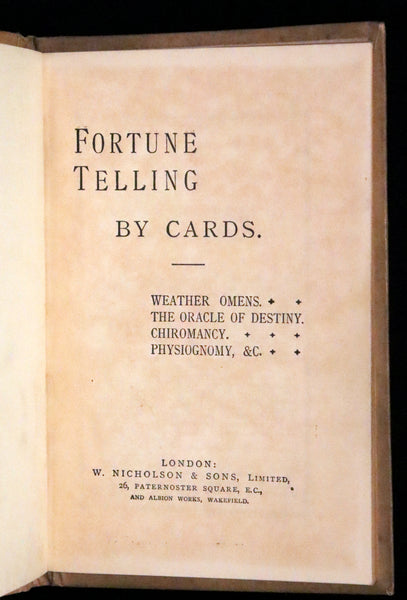 FORTUNE
TELLING
BY CARDS.
WEATHER OMENS. ✦ ✦
THE ORACLE OF DESTINY.
CHIROMANCY. ✦ ✦ ✦
PHYSIOGNOMY, &C. ✦ ✦
LONDON:
W. NICHOLSON & SONS, LIMITED,
26, PATERNOSTER SQUARE, E.C.,
AND ALBION WORKS, WAKEFIELD.